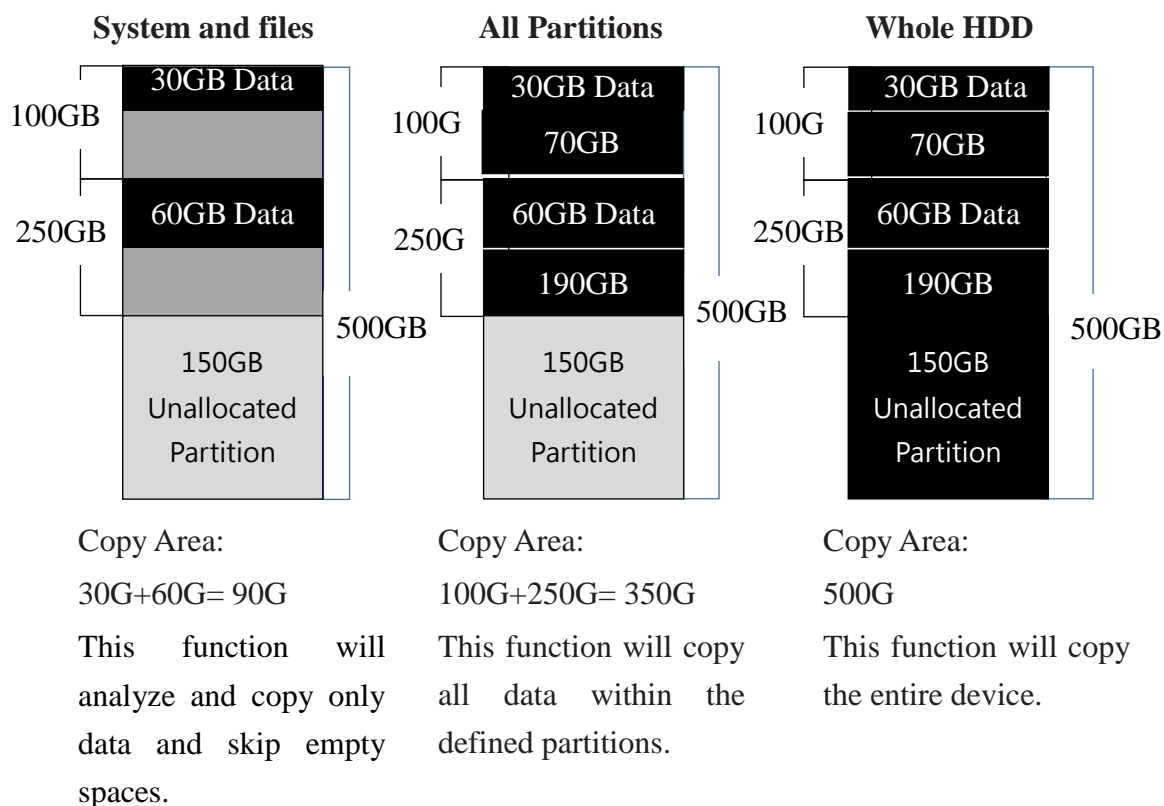 System and files
30GB Data
100GB
60GB Data
250GB
500GB
150GB
Unallocated
Partition
Copy Area:
30G+60G= 90G
This function will
analyze and copy only
data and skip empty
spaces.
All Partitions
30GB Data
100G
70GB
60GB Data
250G
190GB
500GB
150GB
Unallocated
Partition
Copy Area:
100G+250G= 350G
This function will copy
all data within the
defined partitions.
Whole HDD
30GB Data
100G
70GB
60GB Data
250GB
190GB
500GB
150GB
Unallocated
Partition
Copy Area:
500G
This function will copy
the entire device.